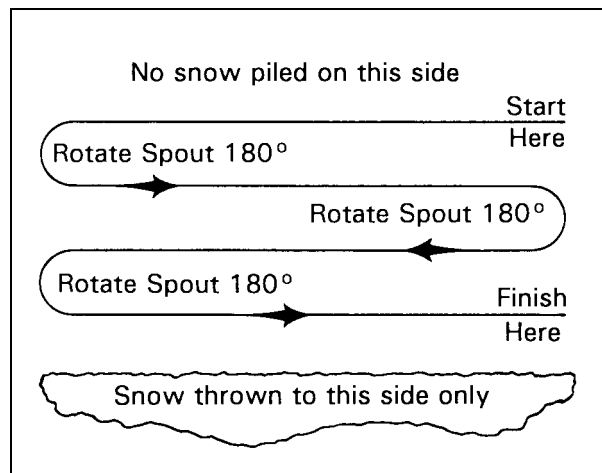 No snow piled on this side
Start
Here
Rotate Spout 180°
Rotate Spout 180°
Rotate Spout 180°
Finish
Here
Snow thrown to this side only